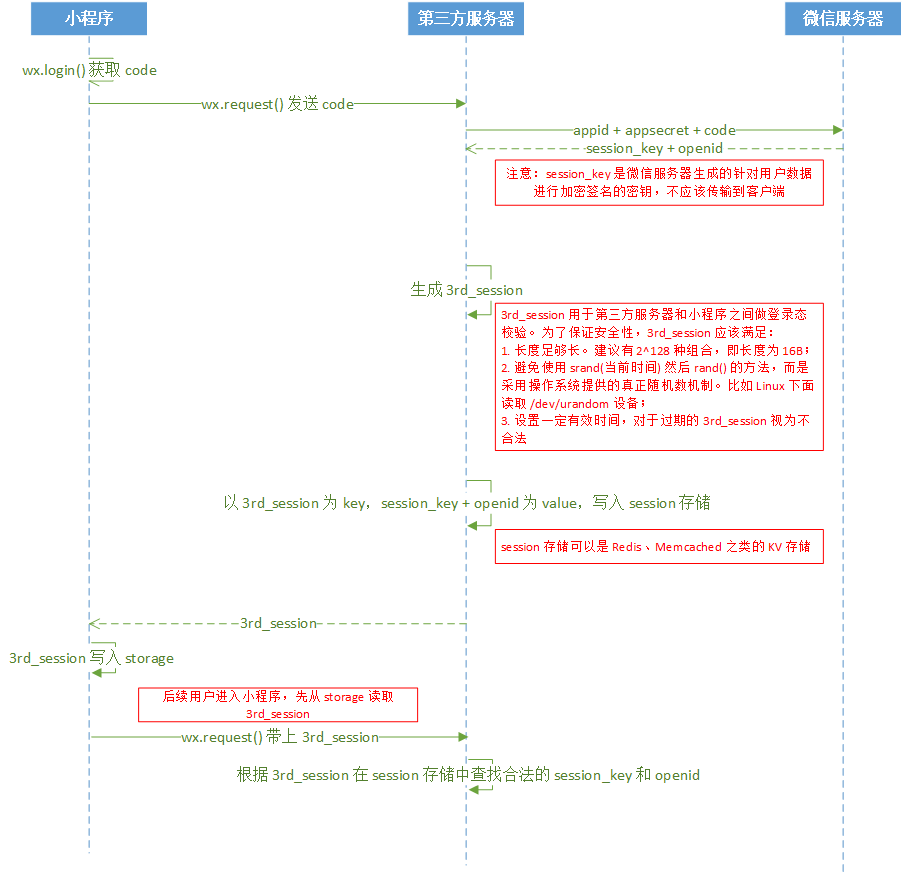 小程序
第三方服务器
微信服务器
wx.login() 获取 code
wx.request() 发送 code
appid + appsecret + code
session_key + openid
注意：session_key 是微信服务器生成的针对用户数据
进行加密签名的密钥，不应该传输到客户端
生成 3rd_session
3rd_session 用于第三方服务器和小程序之间做登录态
校验。为了保证安全性，3rd_session 应该满足：
1. 长度足够长。建议有 2^128 种组合，即长度为 16B；
2. 避免使用 srand(当前时间) 然后 rand() 的方法，而是
采用操作系统提供的真正随机数机制。比如 Linux 下面
读取 /dev/urandom 设备；
3. 设置一定有效时间，对于过期的 3rd_session 视为不
合法
以 3rd_session 为 key，session_key + openid 为 value，写入 session 存储
session 存储可以是 Redis、Memcached 之类的 KV 存储
3rd_session
3rd_session 写入 storage
后续用户进入小程序，先从 storage 读取
3rd_session
wx.request() 带上 3rd_session
根据 3rd_session 在 session 存储中查找合法的 session_key 和 openid